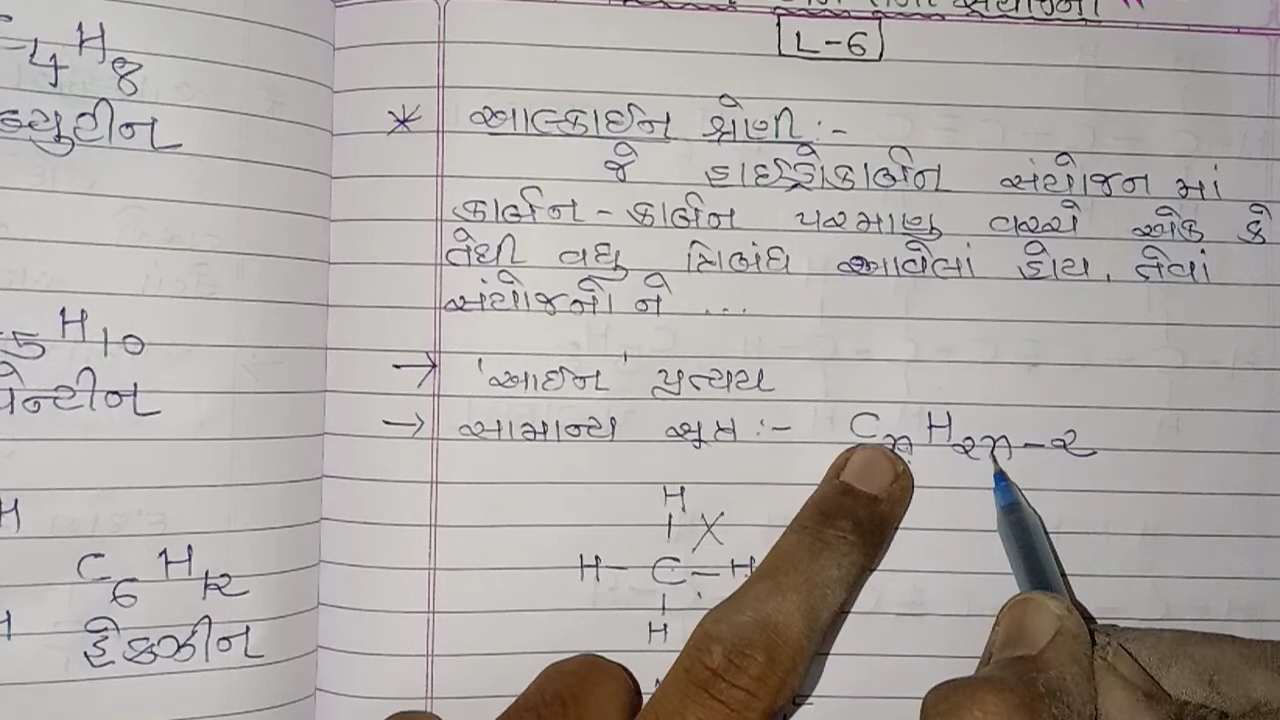 C4H8
બ્યુટીન
C5H10
પેન્ટીન
H
C6H12
H
હેક્ઝીન
L-6
* આલ્કાઈન શ્રેણી :-
જે હાઈડ્રોકાર્બન સંયોજન માં
કાર્બન - કાર્બન પરમાણુ વચ્ચે એક કે
તેથી વધુ ત્રિબંધ આવેલાં હોય, તેવાં
સંયોજનો ને ...
→ 'આઈન' પ્રત્યય
→ સામાન્ય સૂત્ર :- CnH2n-2
H
| X
H - C - H
|
H